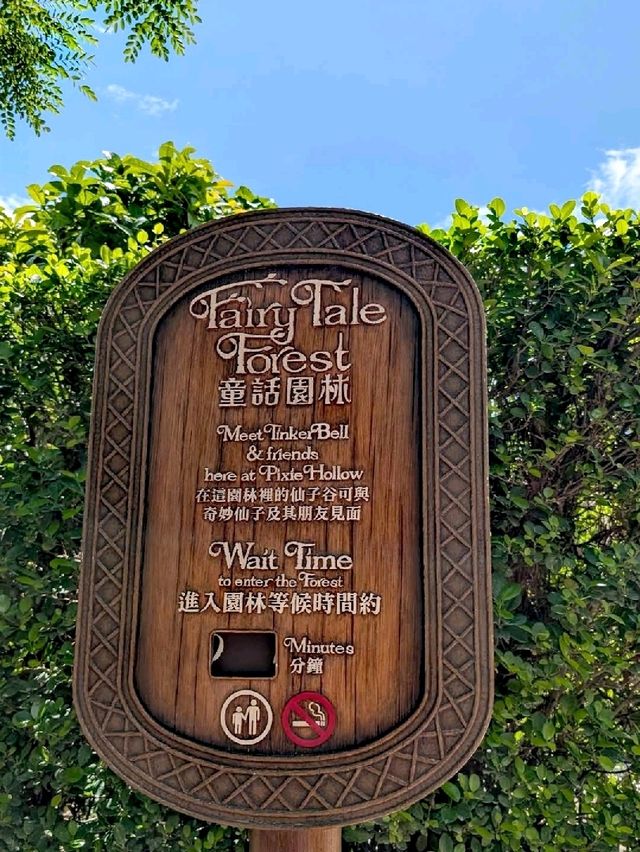 Fairy Tale
Forest
童話園林
Meet TinkerBell
& friends
here at Pixie Hollow
在這園林裡的仙子谷可與
奇妙仙子及其朋友見面
Wait Time
to enter the Forest
進入園林等候時間約
Minutes
分鐘